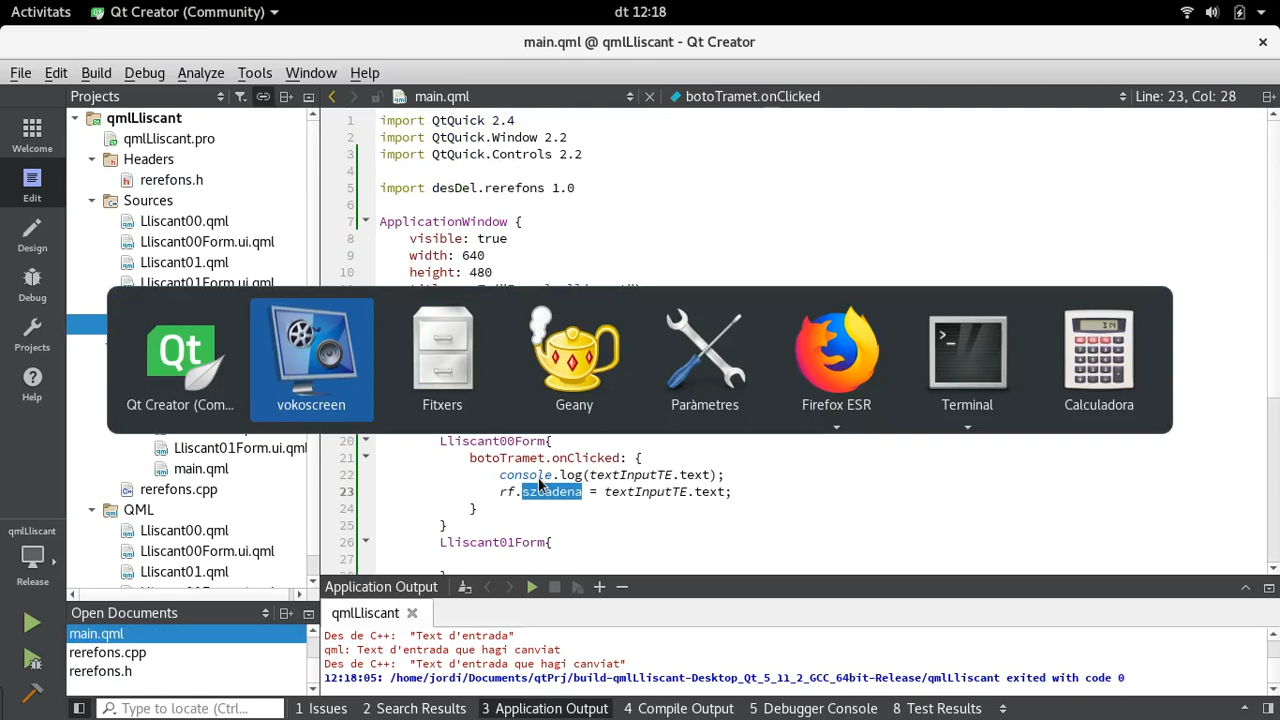 Activitats
Qt Creator (Community)
dt 12:18
main.qml @ qmlLliscant - Qt Creator
File Edit Build Debug Analyze Tools Window Help
Projects
main.qml
botoTramet.onClicked
Line: 23, Col: 28
Welcome
Edit
Design
Debug
Projects
Help
qmlLliscant
Release
qmlLliscant
qmlLliscant.pro
Headers
rerefons.h
Sources
Lliscant00.qml
Lliscant00Form.ui.qml
Lliscant01.qml
Lliscant01Form.ui.qml
Lliscant01Form.ui.qml
main.qml
rerefons.cpp
QML
Lliscant00.qml
Lliscant00Form.ui.qml
Lliscant01.qml
1 import QtQuick 2.4
2 import QtQuick.Window 2.2
3 import QtQuick.Controls 2.2
4
5 import desDel.rerefons 1.0
6
7 ApplicationWindow {
8 visible: true
9 width: 640
10 height: 480
Qt Creator (Com...
vokoscreen
Fitxers
Geany
Paràmetres
Firefox ESR
Terminal
Calculadora
20 Lliscant00Form{
21 botoTramet.onClicked: {
22 console.log(textInputTE.text);
23 rf.szCadena = textInputTE.text;
24 }
25 }
26 Lliscant01Form{
27
Open Documents
main.qml
rerefons.cpp
rerefons.h
Application Output
qmlLliscant
Des de C++: "Text d'entrada"
qml: Text d'entrada que hagi canviat
Des de C++: "Text d'entrada que hagi canviat"
12:18:05: /home/jordi/Documents/qtPrj/build-qmlLliscant-Desktop_Qt_5_11_2_GCC_64bit-Release/qmlLliscant exited with code 0
Type to locate (Ctrl...
1 Issues
2 Search Results
3 Application Output
4 Compile Output
5 Debugger Console
8 Test Results